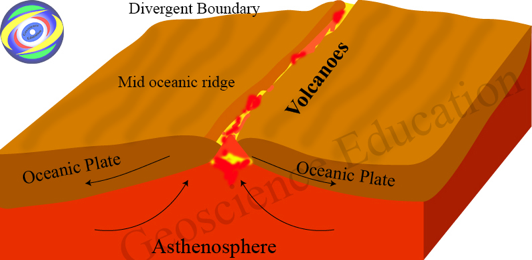 Divergent Boundary
Mid oceanic ridge
Volcanoes
Oceanic Plate
Oceanic Plate
Asthenosphere
Geoscience Education